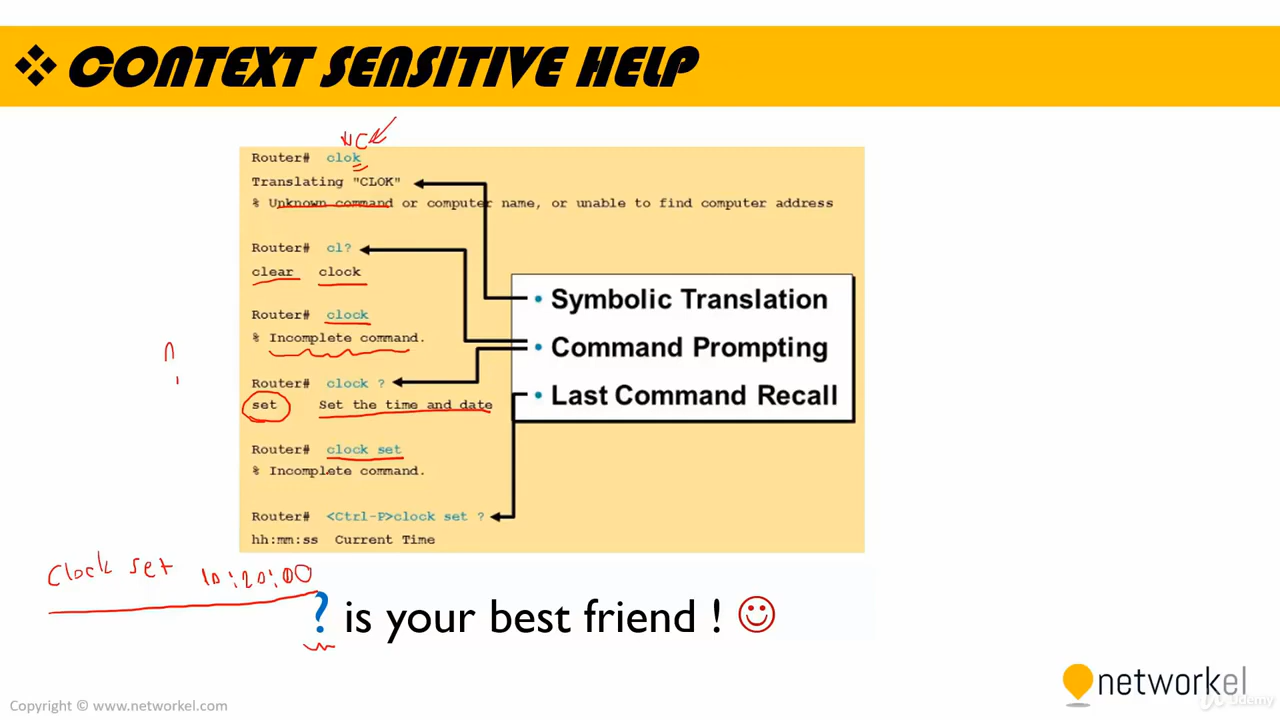 ❖ CONTEXT SENSITIVE HELP
Router# clok
Translating "CLOK"
% Unknown command or computer name, or unable to find computer address
Router# cl?
clear clock
Router# clock
% Incomplete command.
Router# clock ?
set Set the time and date
Router# clock set
% Incomplete command.
Router# <Ctrl-P>clock set ?
hh:mm:ss Current Time
• Symbolic Translation
• Command Prompting
• Last Command Recall
Clock set 10:20:00
? is your best friend !
networkel
Copyright © www.networkel.com
Udemy